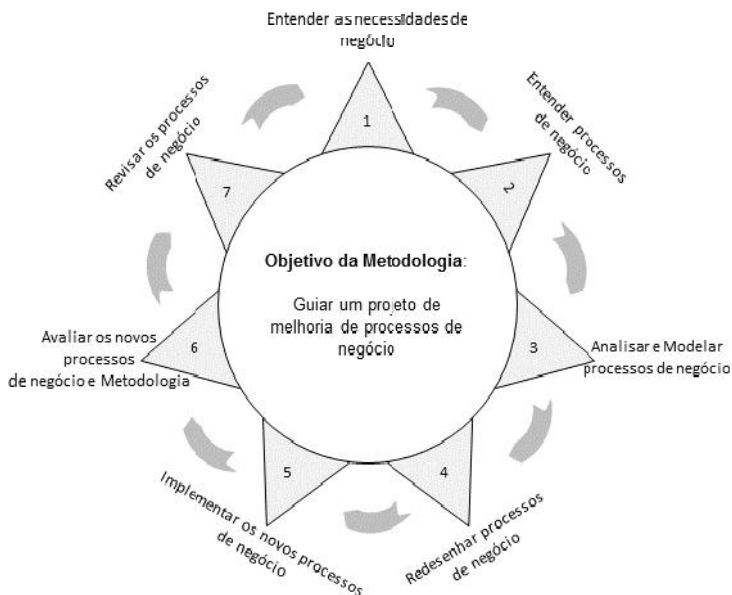 Entender as necessidades de
negócio
1
Entender processos
de negócio
2
3
Analisar e Modelar
processos de negócio
4
Redesenhar processos
de negócio
5
Implementar os novos processos
de negócio
6
Avaliar os novos
processos
de negócio e Metodologia
7
Revisar os processos
de negócio
Objetivo da Metodologia:
Guiar um projeto de
melhoria de processos de
negócio